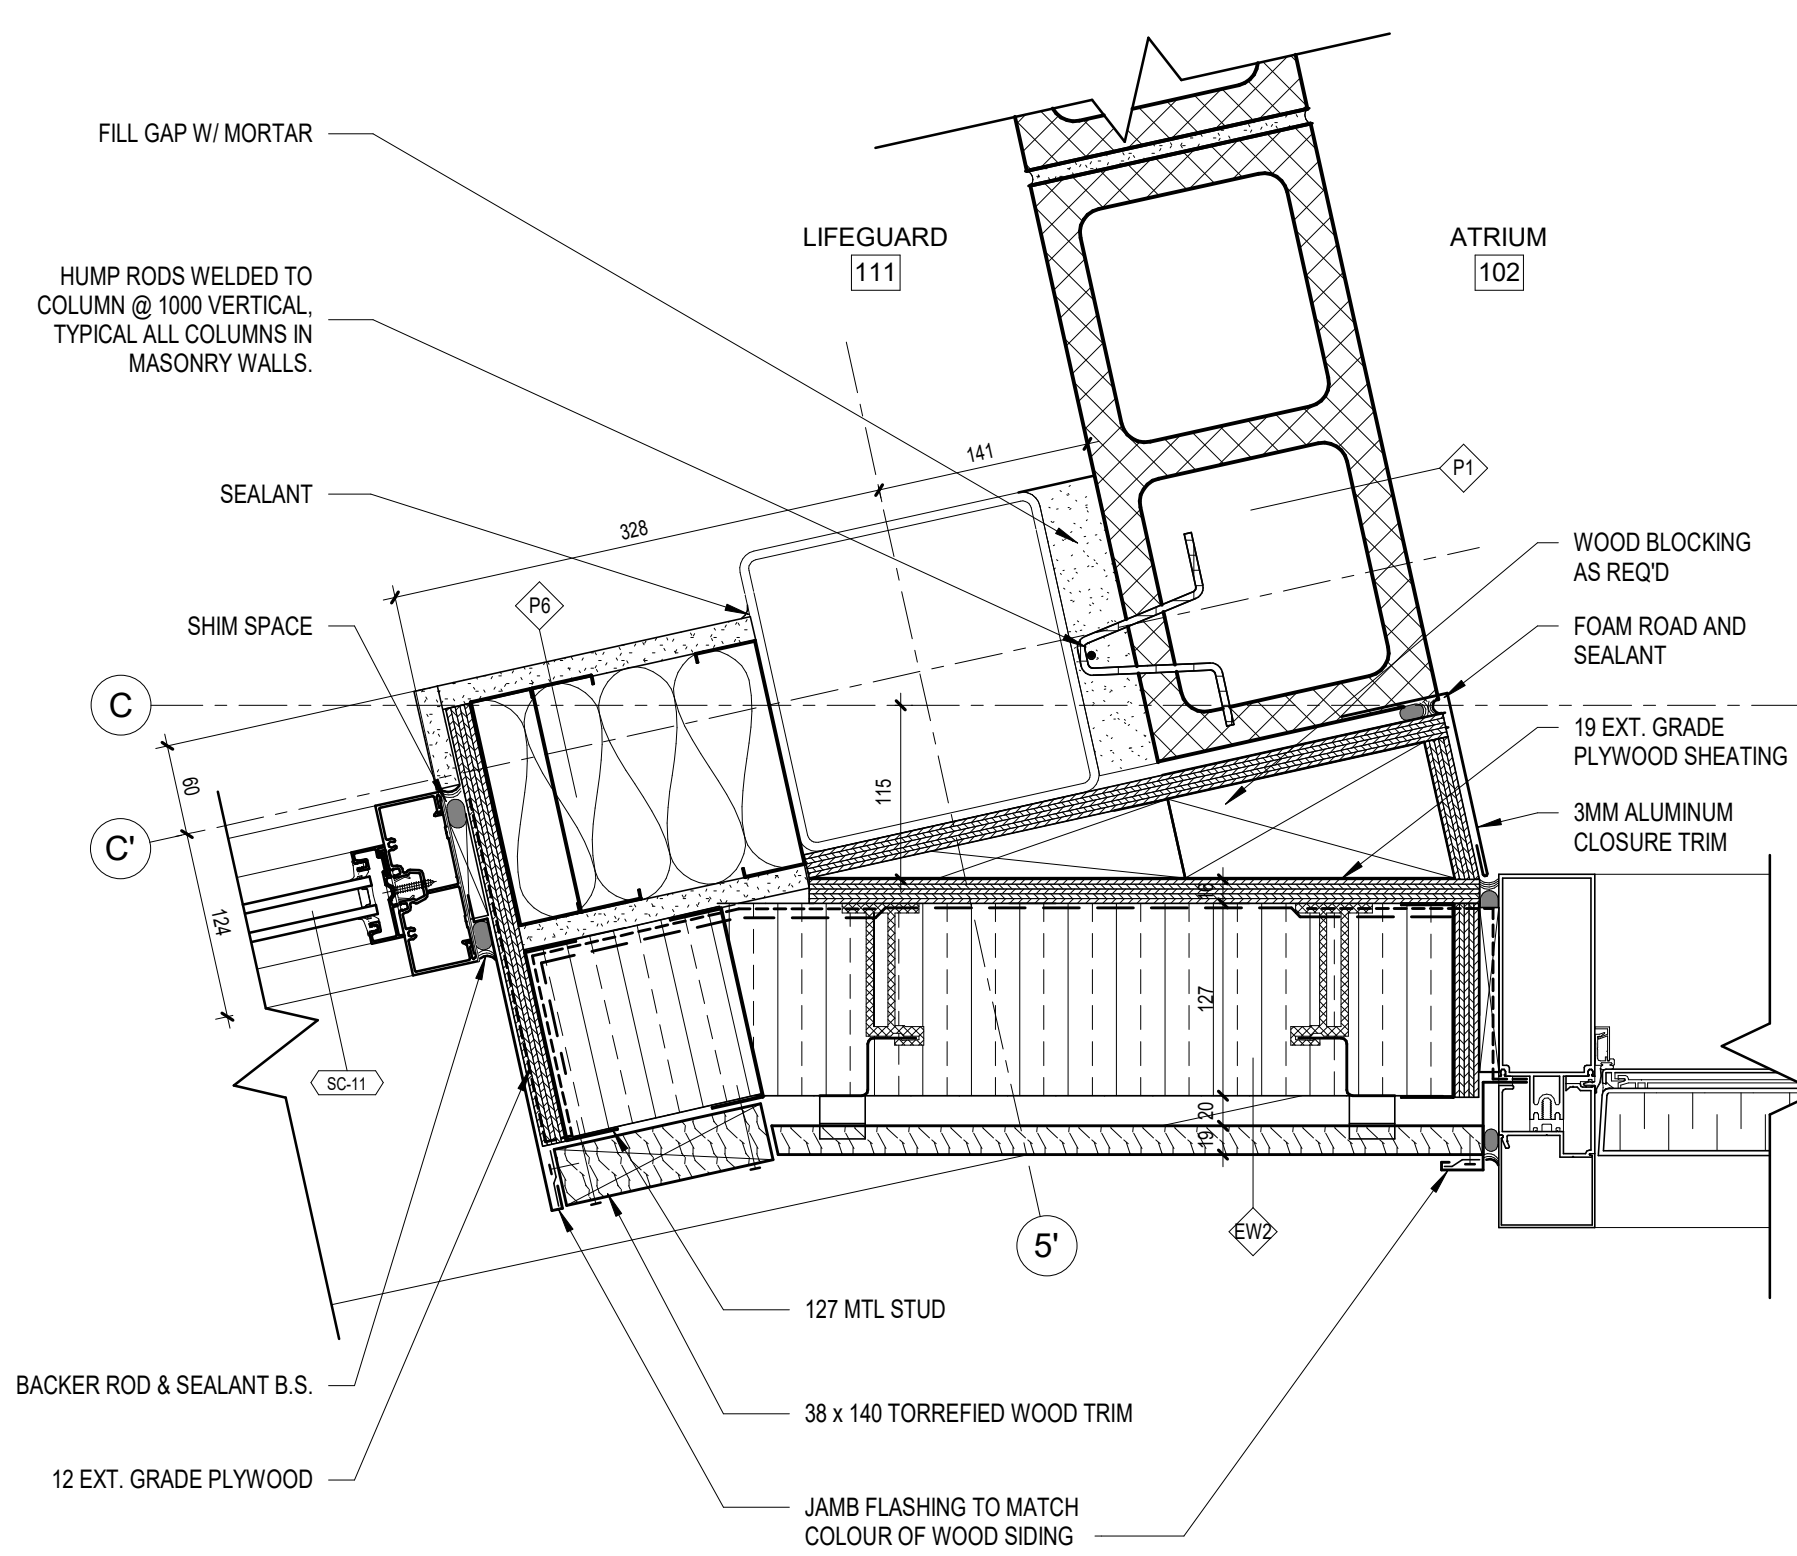 FILL GAP W/ MORTAR
LIFEGUARD
111
ATRIUM
102
HUMP RODS WELDED TO
COLUMN @ 1000 VERTICAL,
TYPICAL ALL COLUMNS IN
MASONRY WALLS.
141
P1
SEALANT
328
WOOD BLOCKING
AS REQ'D
P6
SHIM SPACE
FOAM ROAD AND
SEALANT
C
19 EXT. GRADE
PLYWOOD SHEATING
60
115
C'
3MM ALUMINUM
CLOSURE TRIM
16
124
127
SC-11
20
19
5'
EW2
127 MTL STUD
BACKER ROD & SEALANT B.S.
38 x 140 TORREFIED WOOD TRIM
12 EXT. GRADE PLYWOOD
JAMB FLASHING TO MATCH
COLOUR OF WOOD SIDING